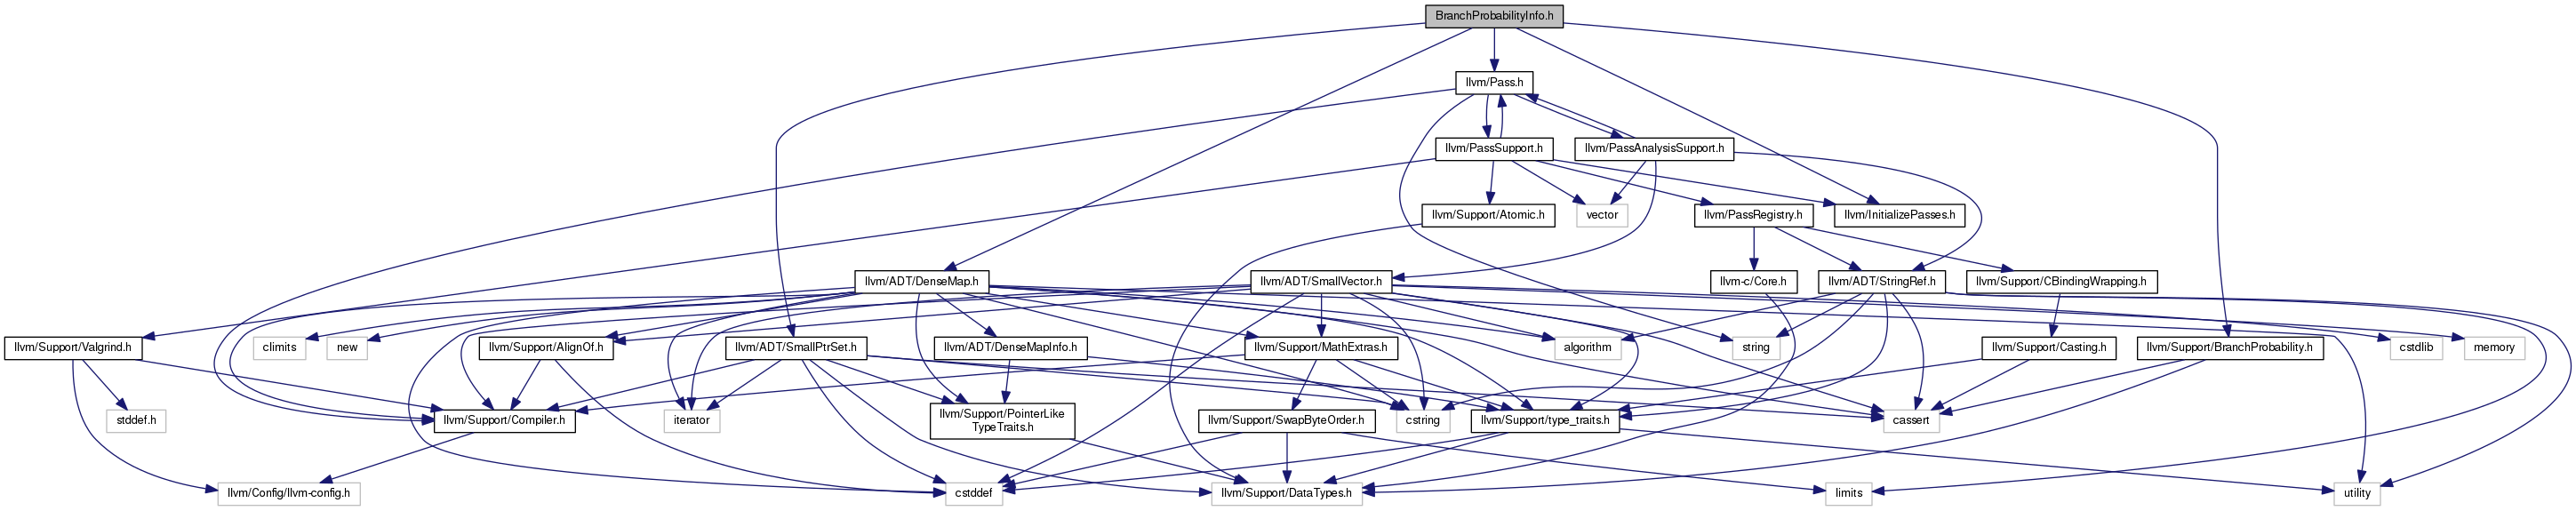 BranchProbabilityInfo.h
llvm/Pass.h
llvm/PassSupport.h
llvm/PassAnalysisSupport.h
llvm/Support/Atomic.h
vector
llvm/PassRegistry.h
llvm/InitializePasses.h
llvm/ADT/DenseMap.h
llvm/ADT/SmallVector.h
llvm-c/Core.h
llvm/ADT/StringRef.h
llvm/Support/CBindingWrapping.h
llvm/Support/Valgrind.h
climits
new
llvm/Support/AlignOf.h
llvm/ADT/SmallPtrSet.h
llvm/ADT/DenseMapInfo.h
llvm/Support/MathExtras.h
algorithm
string
llvm/Support/Casting.h
llvm/Support/BranchProbability.h
cstdlib
memory
stddef.h
llvm/Support/Compiler.h
iterator
llvm/Support/PointerLike
TypeTraits.h
cstring
llvm/Support/SwapByteOrder.h
llvm/Support/type_traits.h
cassert
llvm/Config/llvm-config.h
cstddef
llvm/Support/DataTypes.h
limits
utility